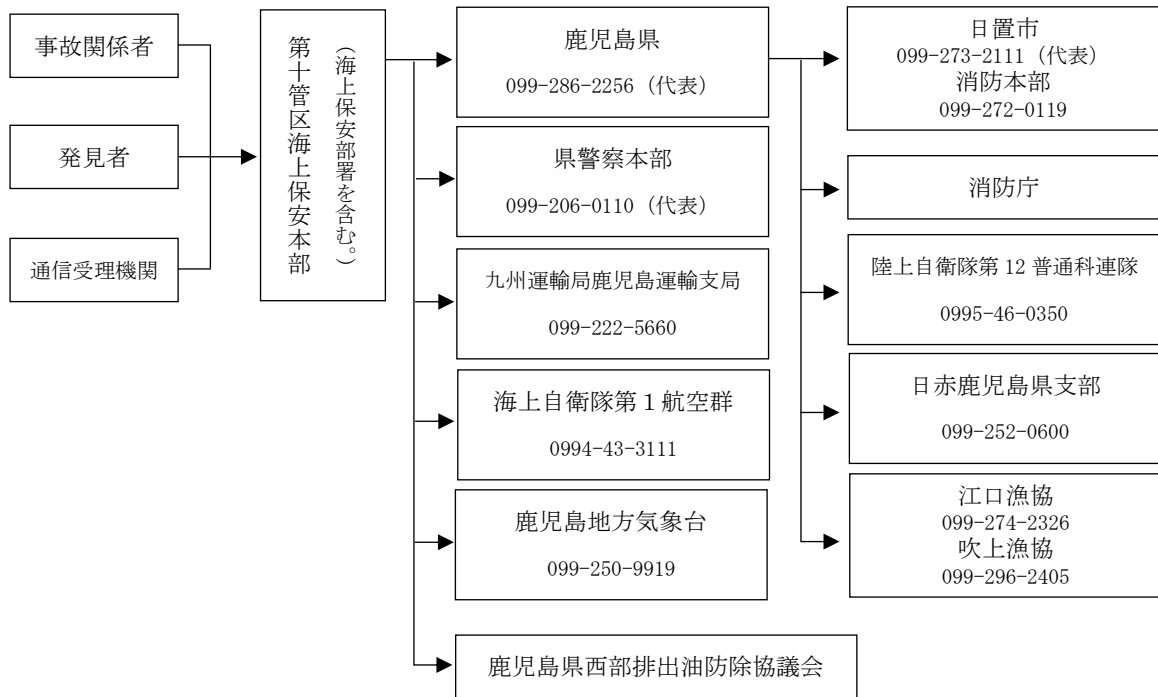 事故関係者
発見者
通信受理機関
第十管区海上保安本部
(海上保安部署を含む。)
鹿児島県
099-286-2256(代表)
県警察本部
099-206-0110(代表)
九州運輸局鹿児島運輸支局
099-222-5660
海上自衛隊第1航空群
0994-43-3111
鹿児島地方気象台
099-250-9919
鹿児島県西部排出油防除協議会
日置市
099-273-2111(代表)
消防本部
099-272-0119
消防庁
陸上自衛隊第12普通科連隊
0995-46-0350
日赤鹿児島県支部
099-252-0600
江口漁協
099-274-2326
吹上漁協
099-296-2405